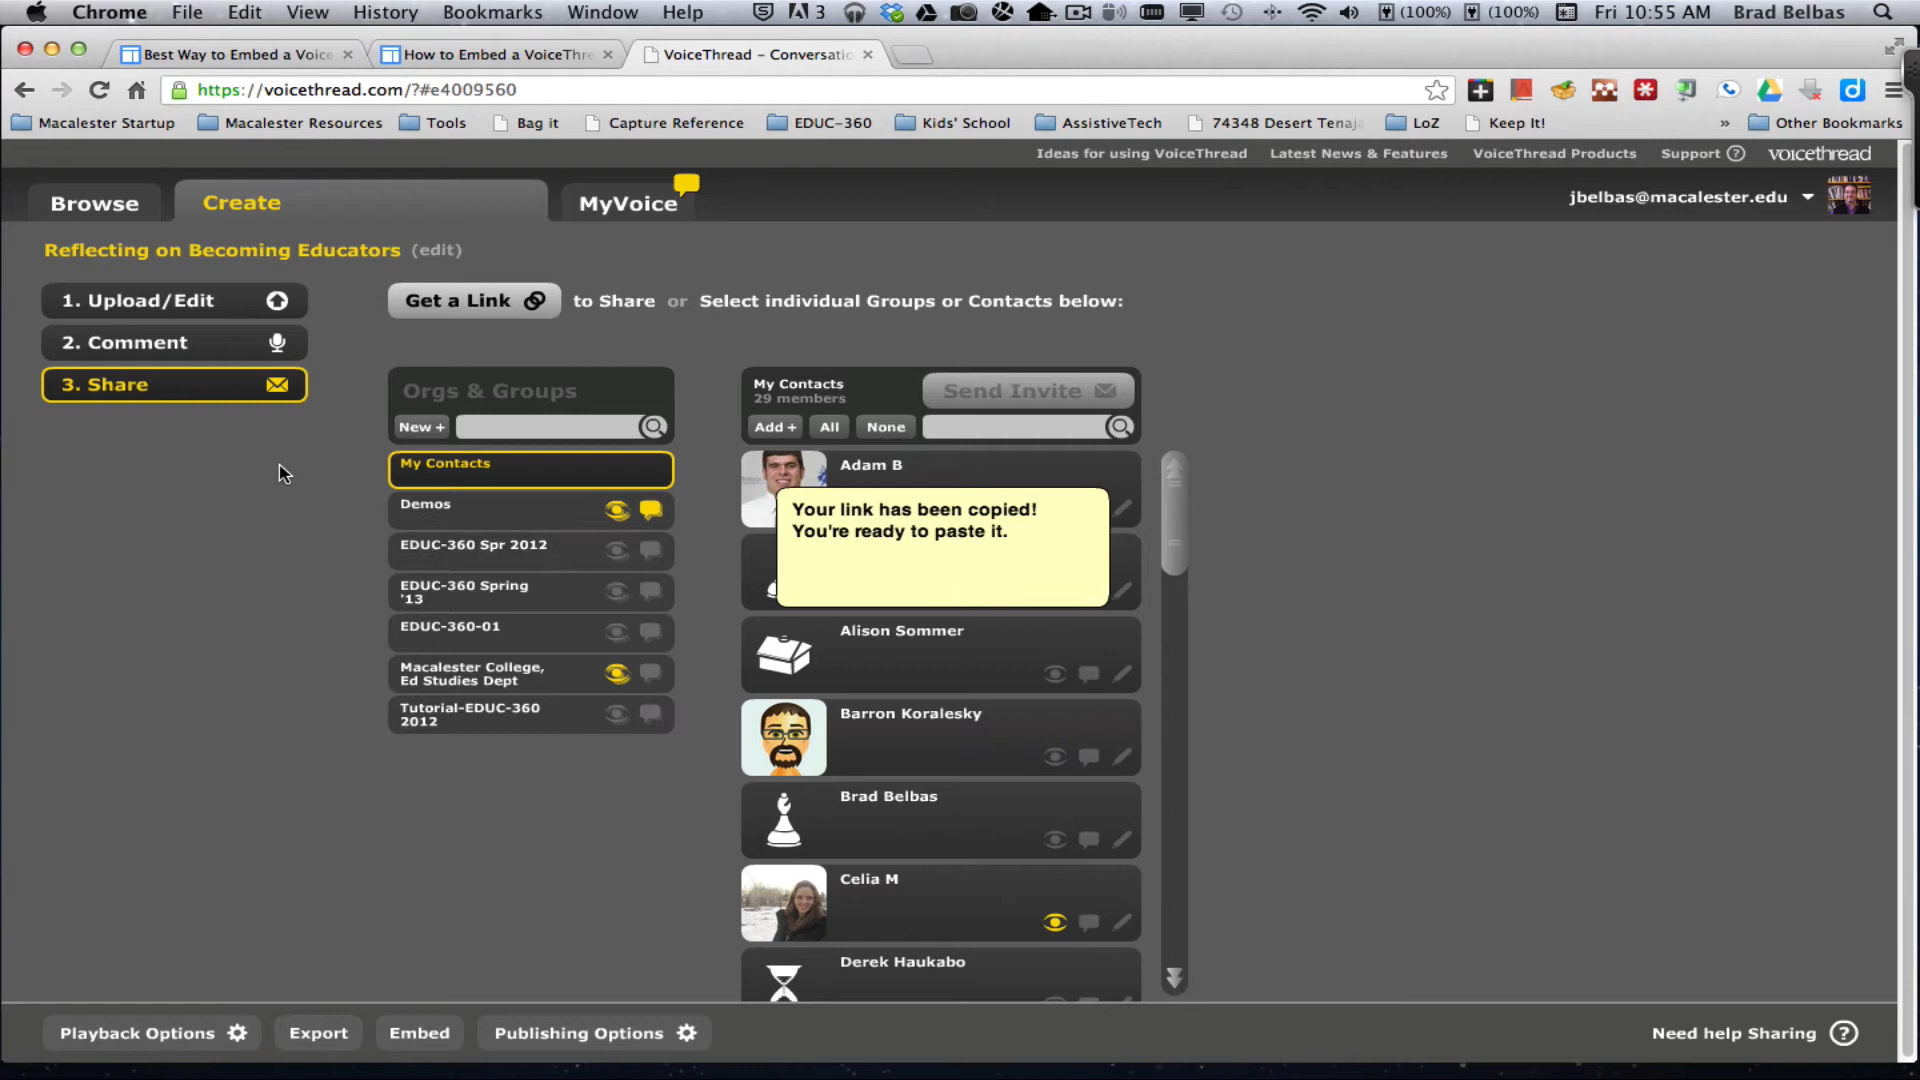 Chrome File Edit View History Bookmarks Window Help 3 (100%) (100%) Fri 10:55 AM Brad Belbas
Best Way to Embed a Voice How to Embed a VoiceThre VoiceThread – Conversatio
https://voicethread.com/?#e4009560
Macalester Startup Macalester Resources Tools Bag it Capture Reference EDUC-360 Kids' School AssistiveTech 74348 Desert Tenaja LoZ Keep It! » Other Bookmarks
Ideas for using VoiceThread Latest News & Features VoiceThread Products Support ? voicethread
Browse Create MyVoice jbelbas@macalester.edu
Reflecting on Becoming Educators (edit)
1. Upload/Edit
2. Comment
3. Share
Get a Link to Share or Select individual Groups or Contacts below:
Orgs & Groups
New +
My Contacts
Demos
EDUC-360 Spr 2012
EDUC-360 Spring
'13
EDUC-360-01
Macalester College,
Ed Studies Dept
Tutorial-EDUC-360
2012
My Contacts
29 members
Send Invite
Add + All None
Adam B
Your link has been copied!
You're ready to paste it.
Alison Sommer
Barron Koralesky
Brad Belbas
Celia M
Derek Haukabo
Playback Options Export Embed Publishing Options Need help Sharing ?